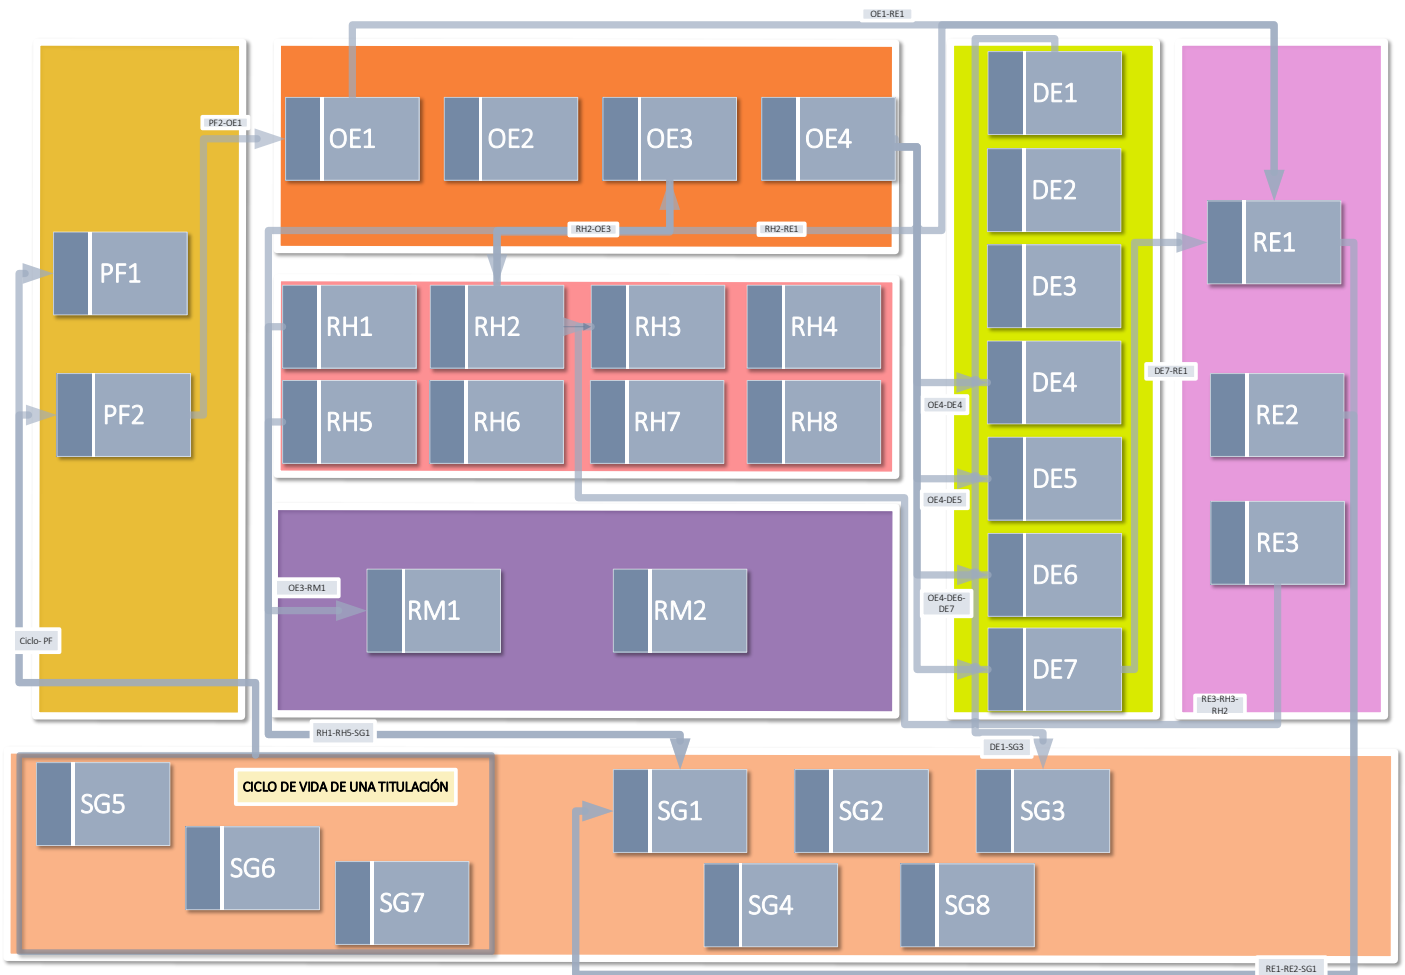 OE1-RE1
PF2-OE1
OE1
OE2
OE3
OE4
DE1
DE2
DE3
DE4
DE5
DE6
DE7
RH2-OE3
RH2-RE1
RE1
RE2
RE3
PF1
PF2
RH1
RH2
RH3
RH4
RH5
RH6
RH7
RH8
DE7-RE1
OE4-DE4
OE4-DE5
OE4-DE6-
DE7
OE3-RM1
RM1
RM2
Ciclo- PF
RE3-RH3-
RH2
RH1-RH5-SG1
DE1-SG3
CICLO DE VIDA DE UNA TITULACIÓN
SG5
SG6
SG7
SG1
SG2
SG3
SG4
SG8
RE1-RE2-SG1